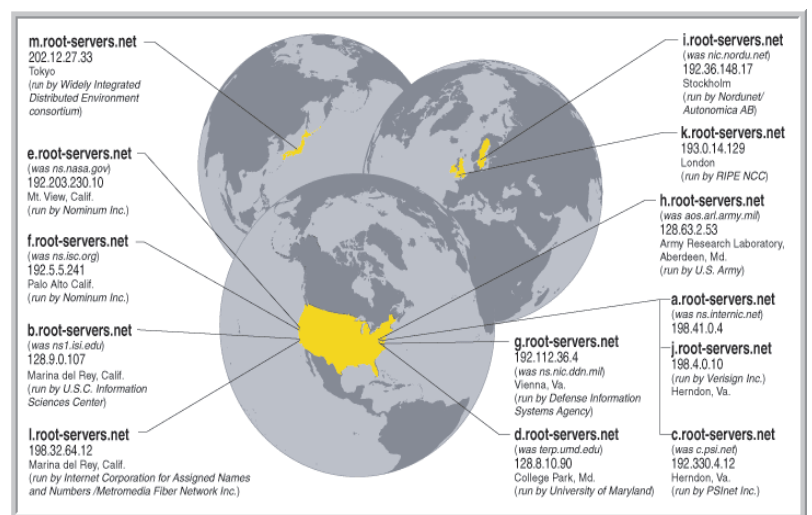 m.root-servers.net
202.12.27.33
Tokyo
(run by Widely Integrated
Distributed Environment
consortium)
e.root-servers.net
(was ns.nasa.gov)
192.203.230.10
Mt. View, Calif.
(run by Nominum Inc.)
f.root-servers.net
(was ns.isc.org)
192.5.5.241
Palo Alto Calif.
(run by Nominum Inc.)
b.root-servers.net
(was ns1.isi.edu)
128.9.0.107
Marina del Rey, Calif.
(run by U.S.C. Information
Sciences Center)
l.root-servers.net
198.32.64.12
Marina del Rey, Calif.
(run by Internet Corporation for Assigned Names
and Numbers /Metromedia Fiber Network Inc.)
i.root-servers.net
(was nic.nordu.net)
192.36.148.17
Stockholm
(run by Nordunet/
Autonomica AB)
k.root-servers.net
193.0.14.129
London
(run by RIPE NCC)
h.root-servers.net
(was aos.arl.army.mil)
128.63.2.53
Army Research Laboratory,
Aberdeen, Md.
(run by U.S. Army)
a.root-servers.net
(was ns.internic.net)
198.41.0.4
j.root-servers.net
198.4.0.10
(run by Verisign Inc.)
Herndon, Va.
g.root-servers.net
192.112.36.4
(was ns.nic.ddn.mil)
Vienna, Va.
(run by Defense Information
Systems Agency)
d.root-servers.net
(was terp.umd.edu)
128.8.10.90
College Park, Md.
(run by University of Maryland)
c.root-servers.net
(was c.psi.net)
192.330.4.12
Herndon, Va.
(run by PSInet Inc.)